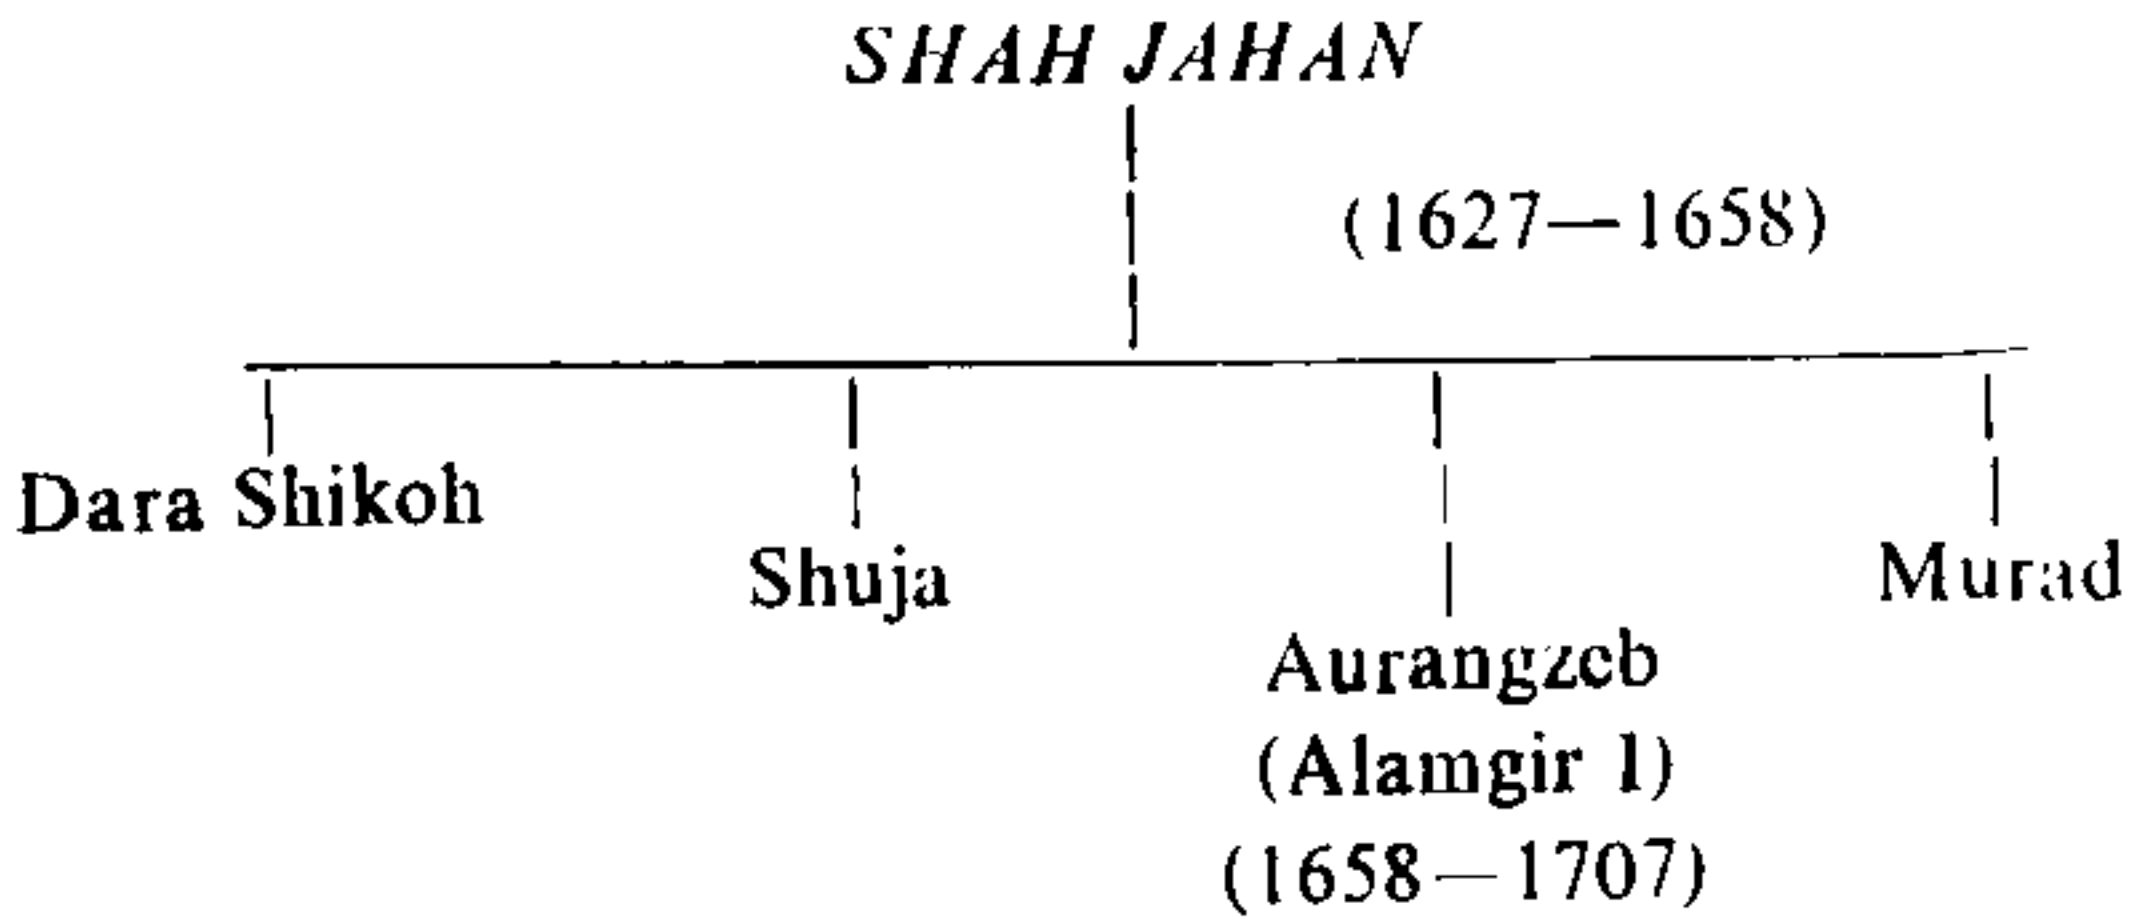 SHAH JAHAN
(1627—1658)
Dara Shikoh
Shuja
Murad
Aurangzeb
(Alamgir I)
(1658—1707)